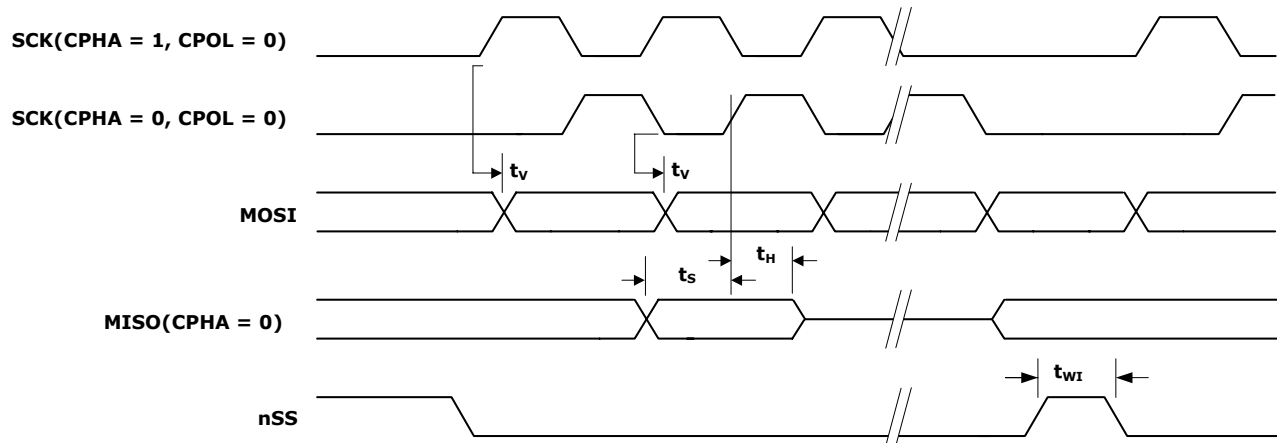 SCK(CPHA = 1, CPOL = 0)
SCK(CPHA = 0, CPOL = 0)
tV tV
MOSI
tH
tS
MISO(CPHA = 0)
tWI
nSS